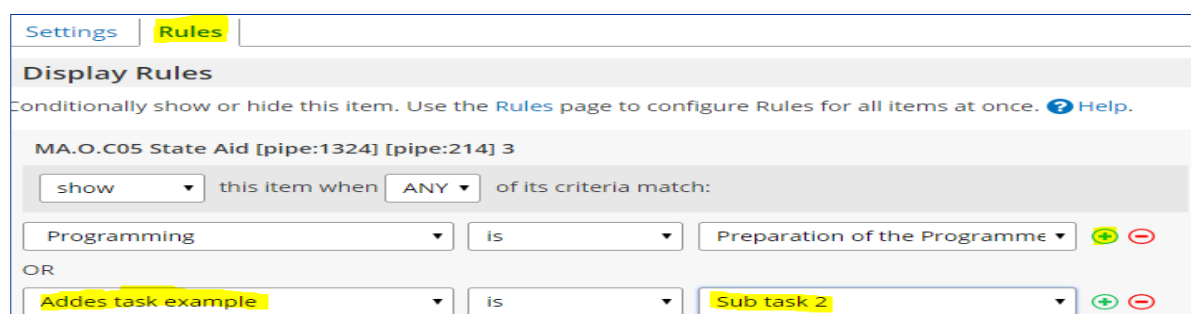 Settings Rules
Display Rules
Conditionally show or hide this item. Use the Rules page to configure Rules for all items at once. Help.
MA.O.C05 State Aid [pipe:1324] [pipe:214] 3
show this item when ANY of its criteria match:
Programming is Preparation of the Programme
OR
Addes task example is Sub task 2